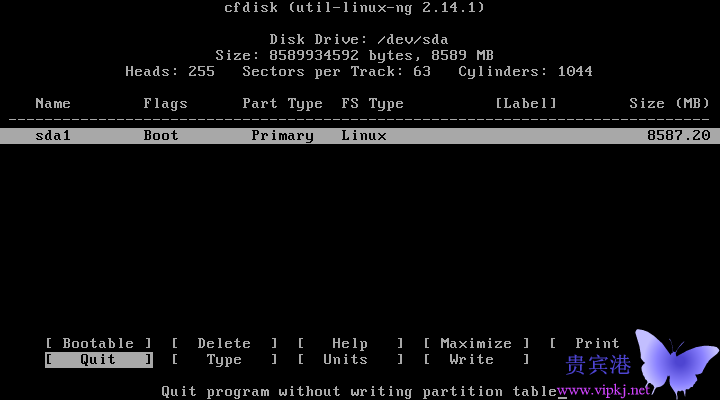 cfdisk (util-linux-ng 2.14.1)
Disk Drive: /dev/sda
Size: 8589934592 bytes, 8589 MB
Heads: 255   Sectors per Track: 63   Cylinders: 1044
Name   Flags   Part Type   FS Type   [Label]   Size (MB)
sda1   Boot   Primary   Linux   8587.20
[ Bootable ]   [ Delete ]   [ Help ]   [ Maximize ]   [ Print
[ Quit ]   [ Type ]   [ Units ]   [ Write ]
贵宾港
Quit program without writing partition table
www.vipkj.net